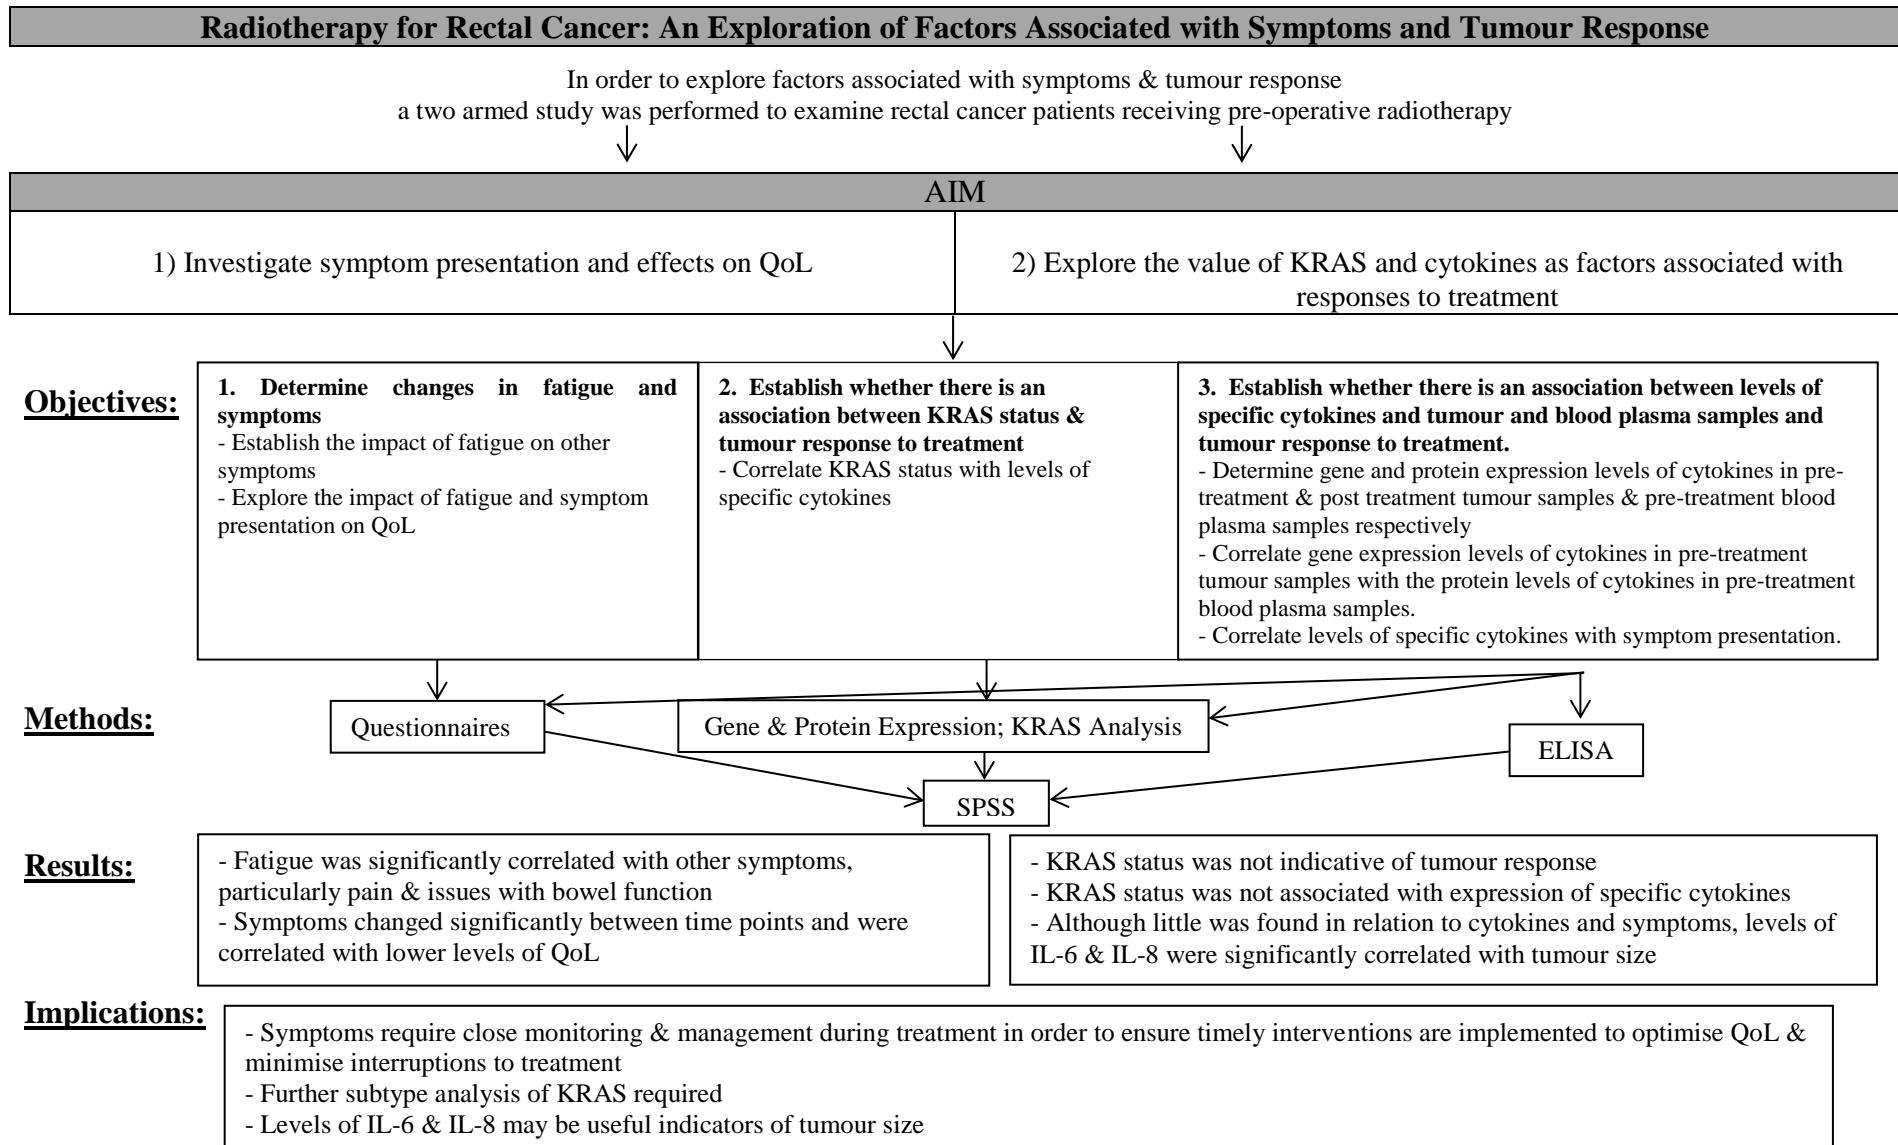 Radiotherapy for Rectal Cancer: An Exploration of Factors Associated with Symptoms and Tumour Response
In order to explore factors associated with symptoms & tumour response
a two armed study was performed to examine rectal cancer patients receiving pre-operative radiotherapy
AIM
1) Investigate symptom presentation and effects on QoL
2) Explore the value of KRAS and cytokines as factors associated with
responses to treatment
Objectives:
1. Determine changes in fatigue and
symptoms
- Establish the impact of fatigue on other
symptoms
- Explore the impact of fatigue and symptom
presentation on QoL
2. Establish whether there is an
association between KRAS status &
tumour response to treatment
- Correlate KRAS status with levels of
specific cytokines
3. Establish whether there is an association between levels of
specific cytokines and tumour and blood plasma samples and
tumour response to treatment.
- Determine gene and protein expression levels of cytokines in pre-
treatment & post treatment tumour samples & pre-treatment blood
plasma samples respectively
- Correlate gene expression levels of cytokines in pre-treatment
tumour samples with the protein levels of cytokines in pre-treatment
blood plasma samples.
- Correlate levels of specific cytokines with symptom presentation.
Methods:
Questionnaires
Gene & Protein Expression; KRAS Analysis
ELISA
SPSS
Results:
- Fatigue was significantly correlated with other symptoms,
particularly pain & issues with bowel function
- Symptoms changed significantly between time points and were
correlated with lower levels of QoL
- KRAS status was not indicative of tumour response
- KRAS status was not associated with expression of specific cytokines
- Although little was found in relation to cytokines and symptoms, levels of
IL-6 & IL-8 were significantly correlated with tumour size
Implications:
- Symptoms require close monitoring & management during treatment in order to ensure timely interventions are implemented to optimise QoL &
minimise interruptions to treatment
- Further subtype analysis of KRAS required
- Levels of IL-6 & IL-8 may be useful indicators of tumour size